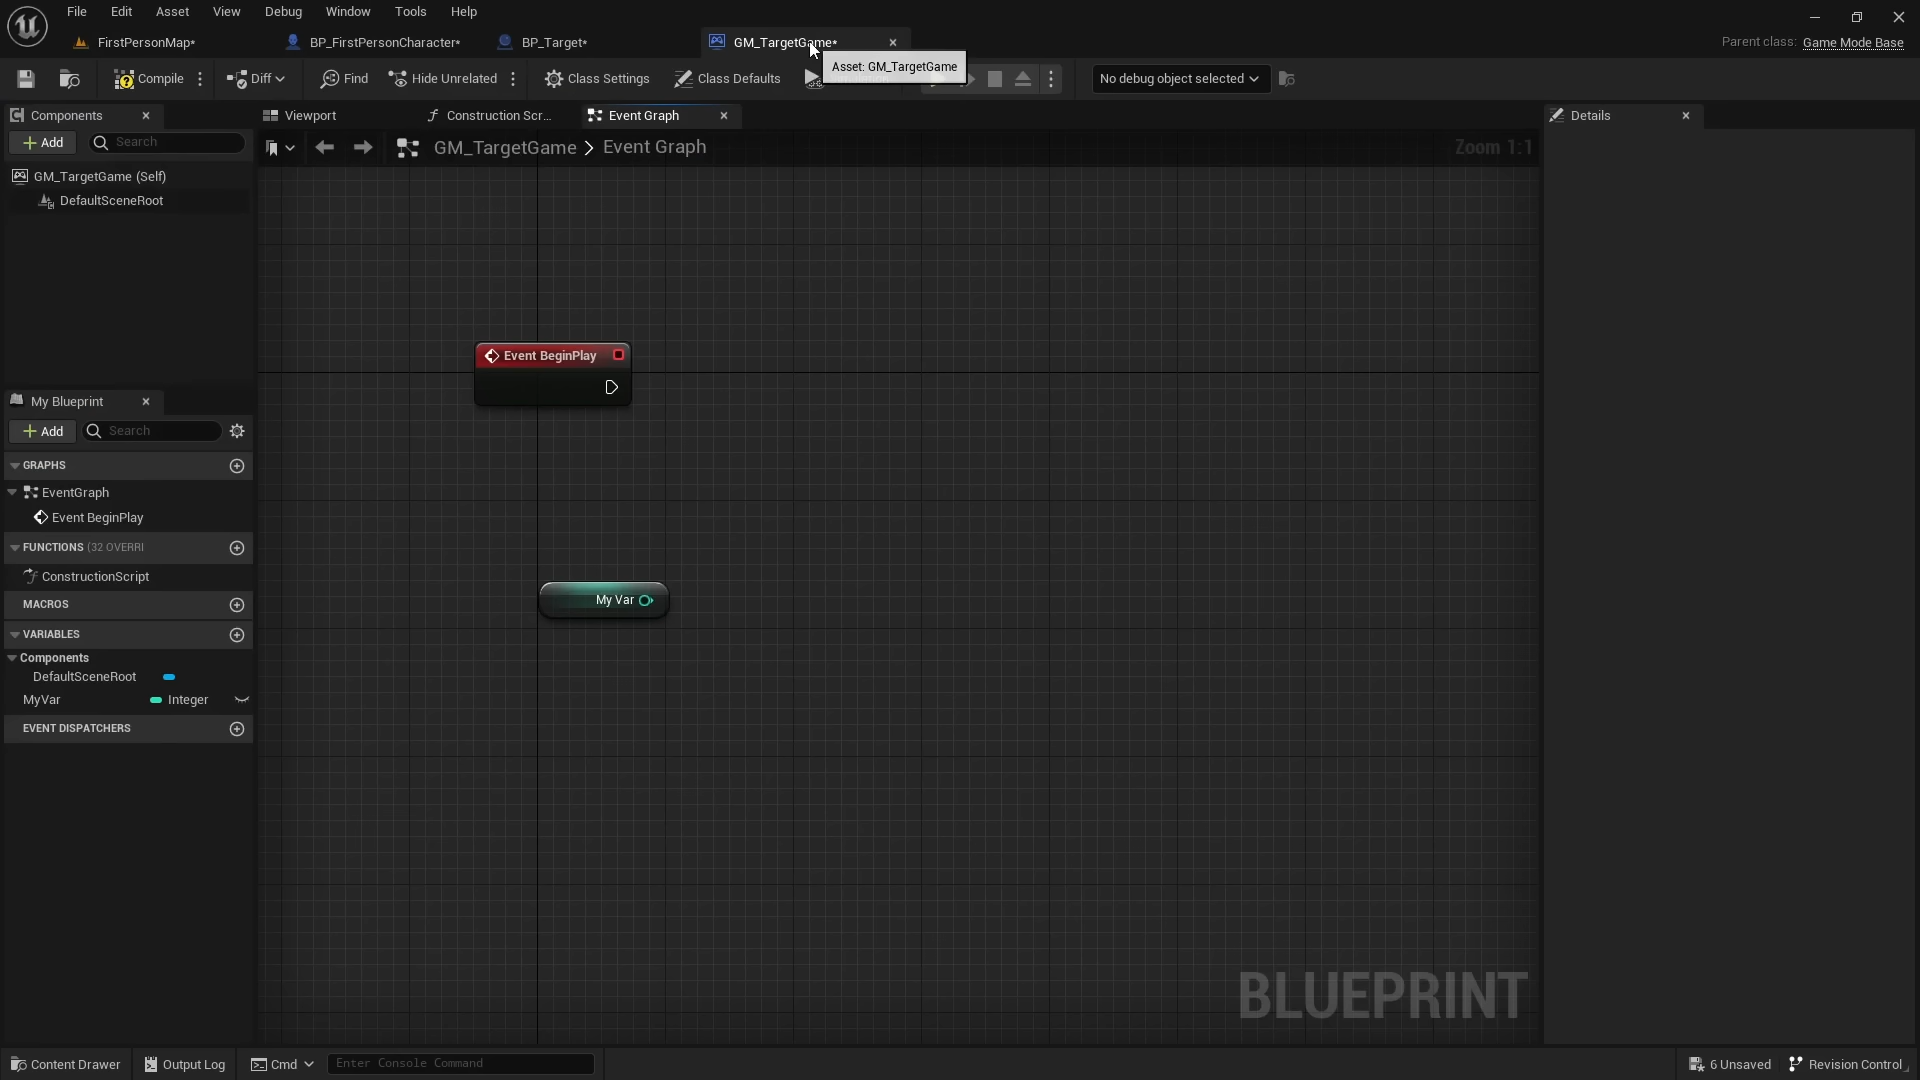 File Edit Asset View Debug Window Tools Help
FirstPersonMap* BP_FirstPersonCharacter* BP_Target* GM_TargetGame* Parent class: Game Mode Base
Asset: GM_TargetGame
Compile Diff Find Hide Unrelated Class Settings Class Defaults No debug object selected
Components Viewport Construction Scr... Event Graph Details
Add Search GM_TargetGame > Event Graph Zoom 1:1
GM_TargetGame (Self)
DefaultSceneRoot
Event BeginPlay
My Blueprint
Add Search
GRAPHS
EventGraph
Event BeginPlay
FUNCTIONS (32 OVERRI
ConstructionScript
My Var
MACROS
VARIABLES
Components
DefaultSceneRoot
MyVar Integer
EVENT DISPATCHERS
BLUEPRINT
Content Drawer Output Log Cmd Enter Console Command 6 Unsaved Revision Control